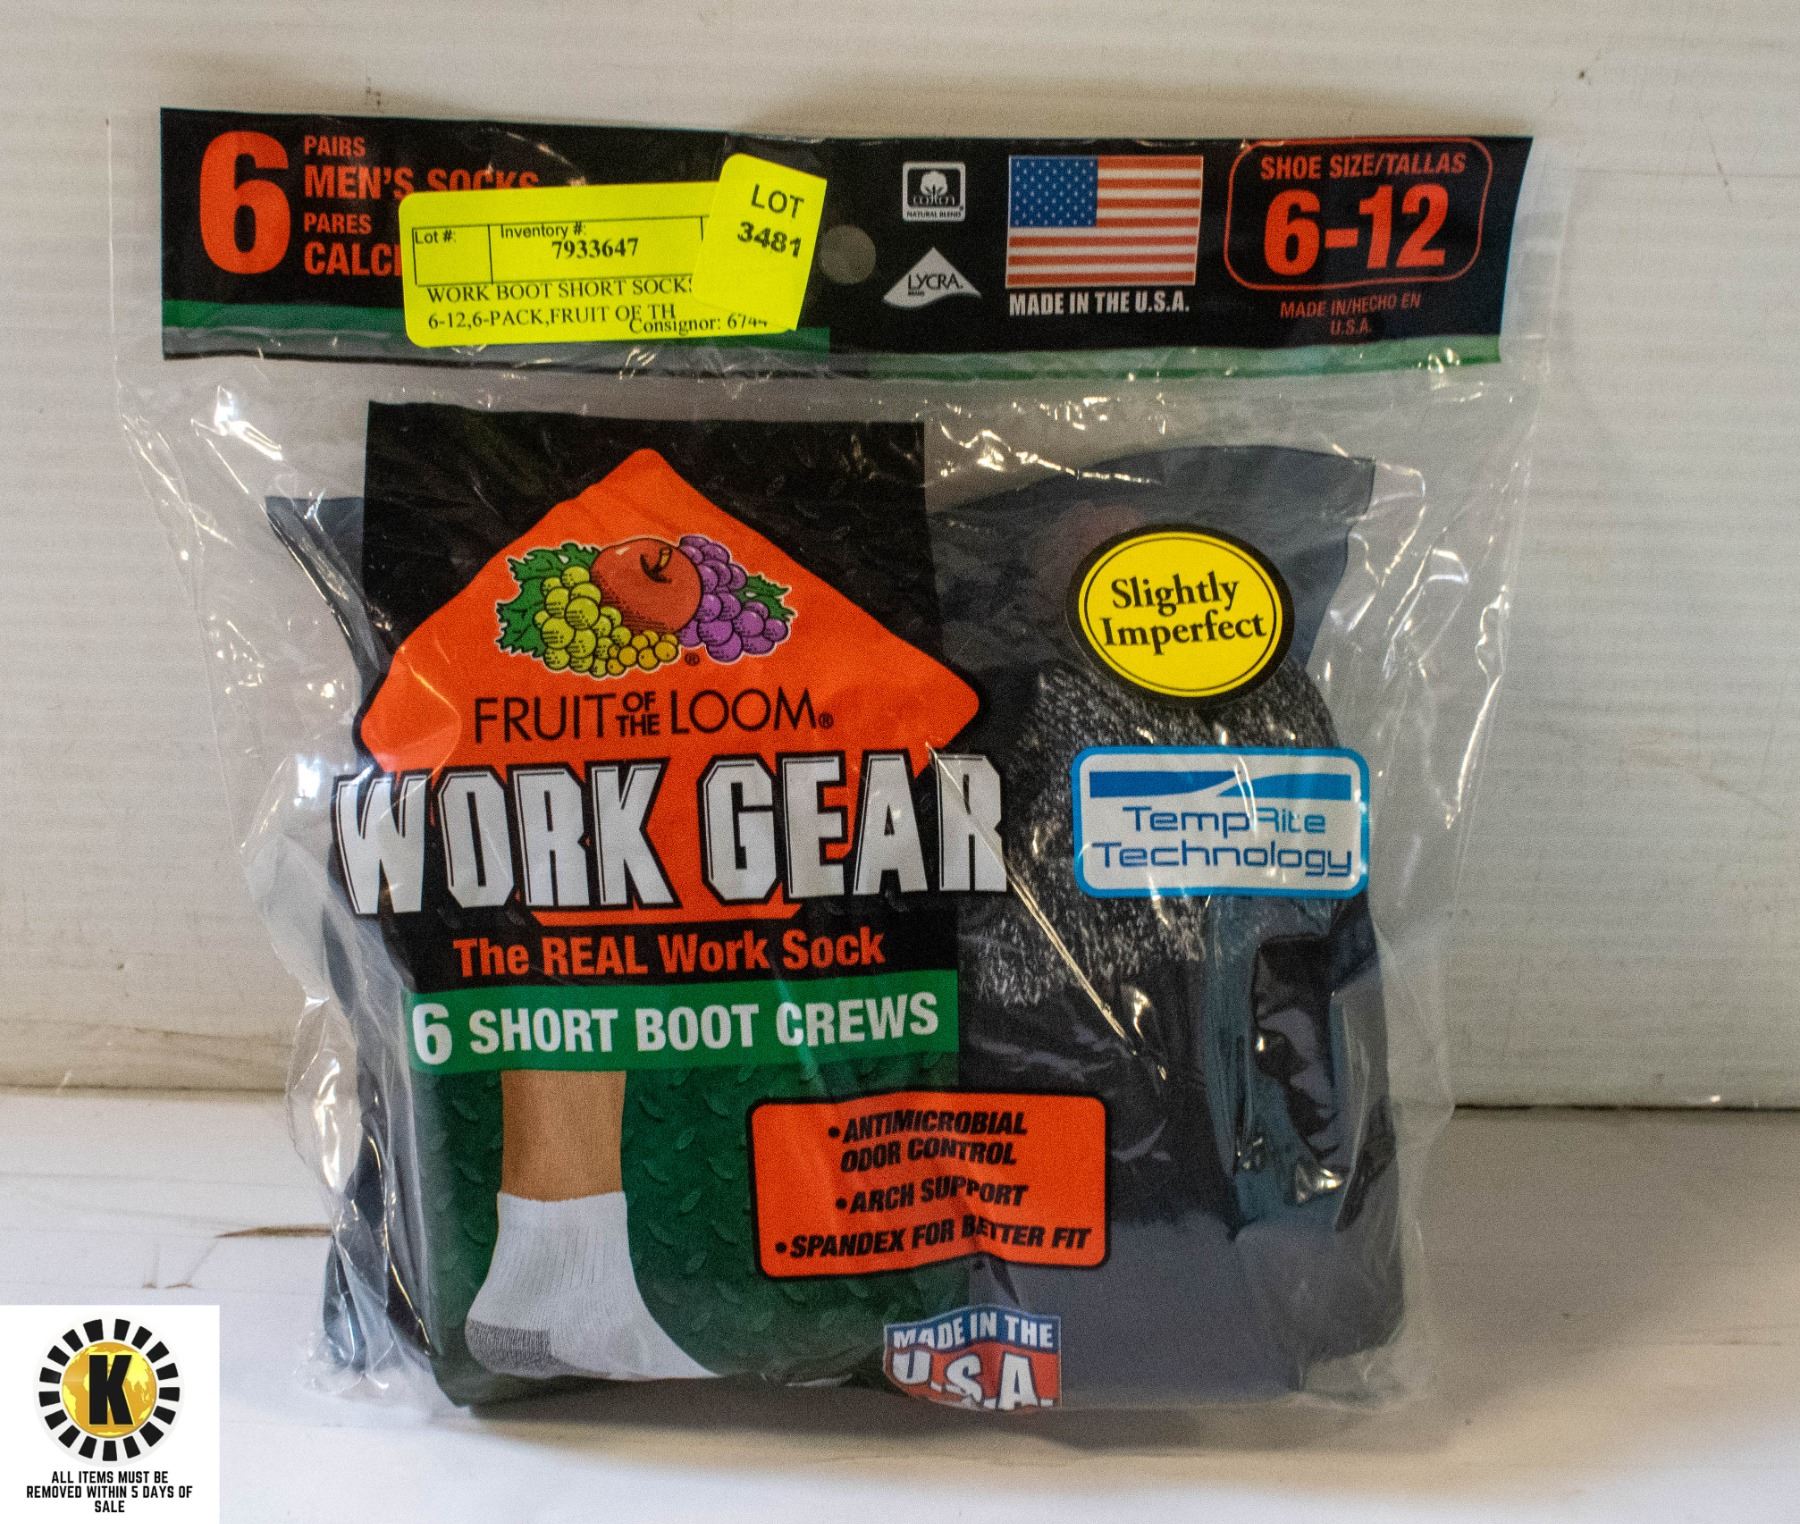 6
PAIRS
MEN'S SOCKS
PARES
Lot #:
Inventory #:
7933647
WORK BOOT SHORT SOCKS
6-12,6-PACK,FRUIT OF TH
Consignor:
LOT
3481
COTTON
NATURAL BLEND
LYCRA
MADE IN THE U.S.A.
SHOE SIZE/TALLAS
6-12
MADE IN/HECHO EN
U.S.A.
FRUIT OF THE LOOM®
WORK GEAR
The REAL Work Sock
6 SHORT BOOT CREWS
Slightly
Imperfect
TempRite
Technology
•ANTIMICROBIAL
ODOR CONTROL
•ARCH SUPPORT
•SPANDEX FOR BETTER FIT
MADE IN THE
U.S.A.
K
ALL ITEMS MUST BE
REMOVED WITHIN 5 DAYS OF
SALE